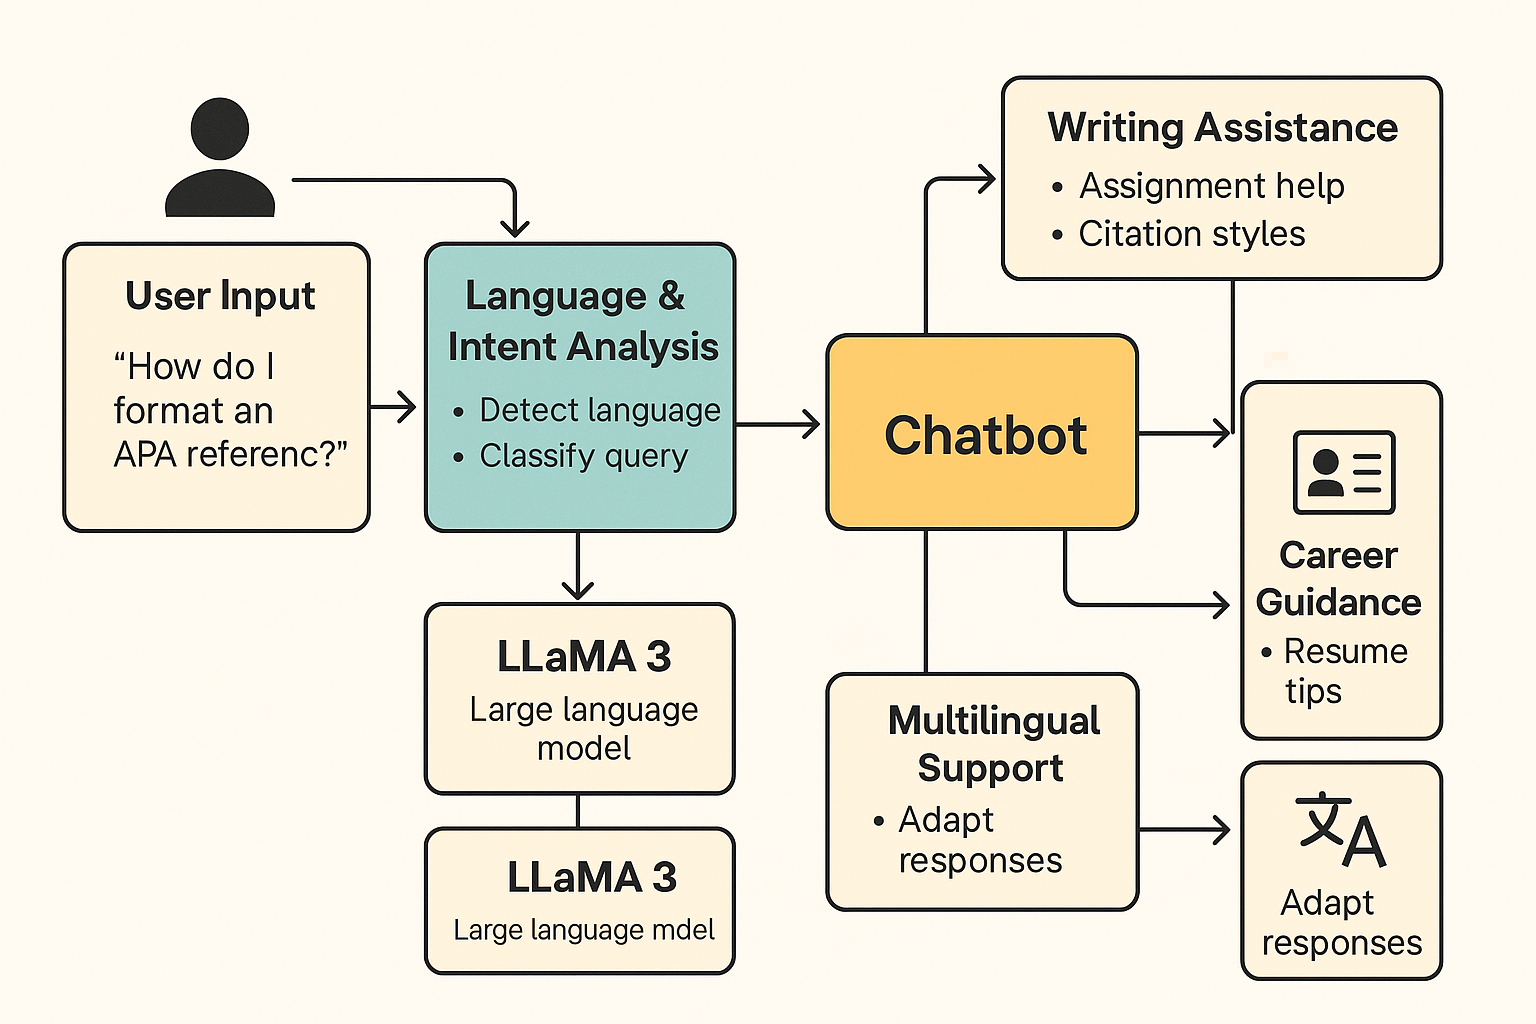 User Input
“How do I
format an
APA referenc?”
Language &
Intent Analysis
• Detect language
• Classify query
LLaMA 3
Large language
model
LLaMA 3
Large language mdel
Chatbot
Writing Assistance
• Assignment help
• Citation styles
Career
Guidance
• Resume
tips
Multilingual
Support
• Adapt
responses
文A
Adapt
responses